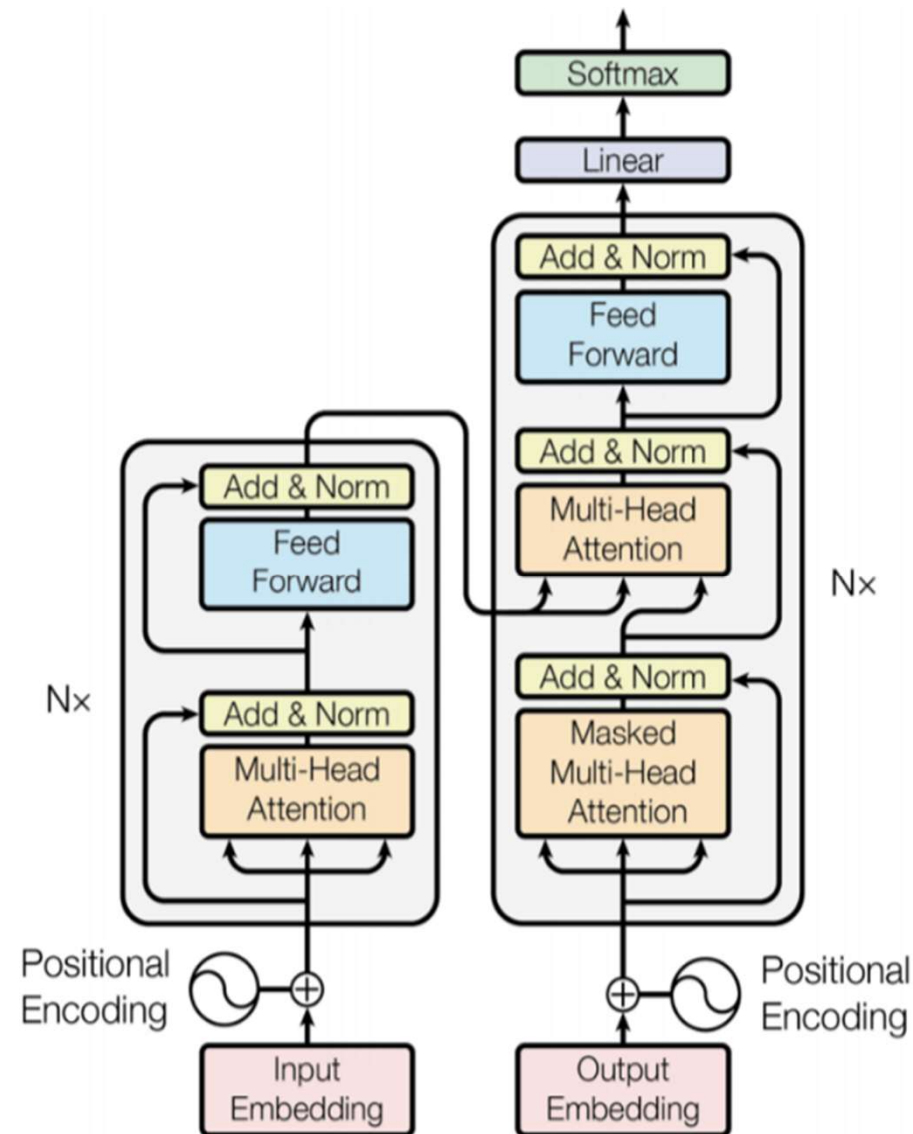 Softmax
Linear
Add & Norm
Feed
Forward
Add & Norm
Multi-Head
Attention
Nx
Add & Norm
Masked
Multi-Head
Attention
Add & Norm
Feed
Forward
Nx
Add & Norm
Multi-Head
Attention
Positional
Encoding
Positional
Encoding
Input
Embedding
Output
Embedding